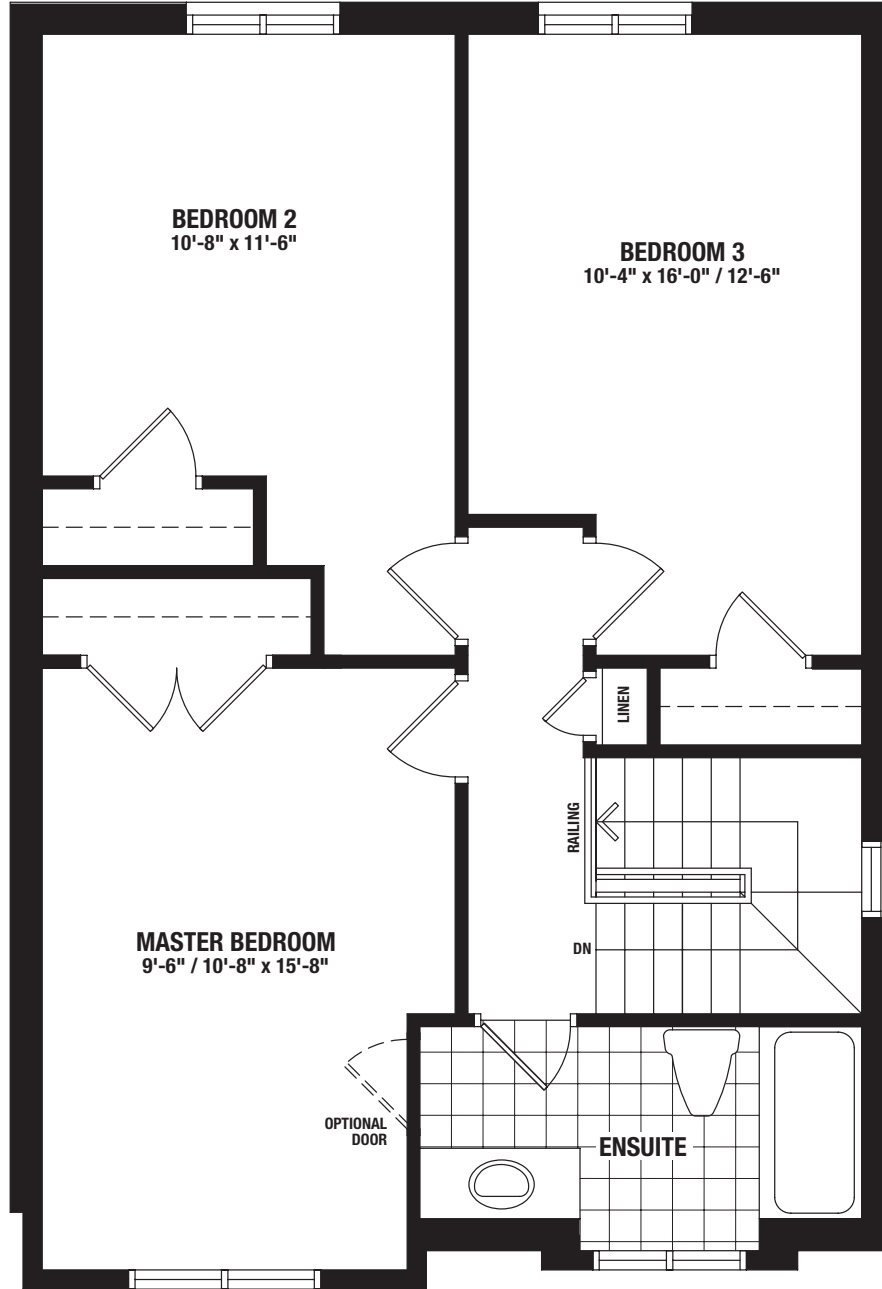 BEDROOM 2
10'-8" x 11'-6"
BEDROOM 3
10'-4" x 16'-0" / 12'-6"
LINEN
RAILING
DN
MASTER BEDROOM
9'-6" / 10'-8" x 15'-8"
OPTIONAL
DOOR
ENSUITE